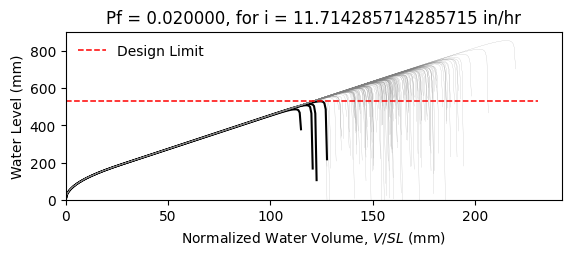 Pf = 0.020000, for i = 11.714285714285715 in/hr
Design Limit
Water Level (mm)
800
600
400
200
0
0 50 100 150 200
Normalized Water Volume, V/SL (mm)